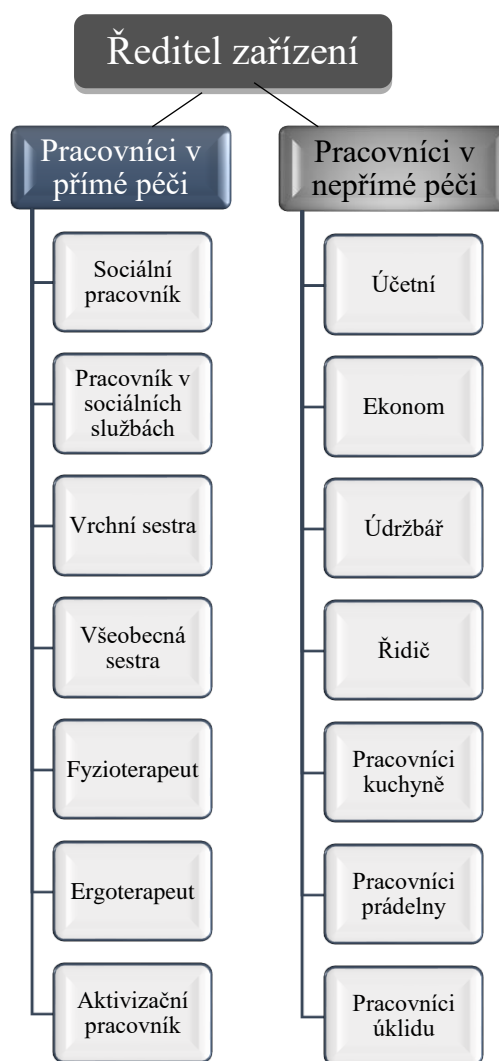 Ředitel zařízení
Pracovníci v
přímé péči
Sociální
pracovník
Pracovník v
sociálních
službách
Vrchní sestra
Všeobecná
sestra
Fyzioterapeut
Ergoterapeut
Aktivizační
pracovník
Pracovníci v
nepřímé péči
Účetní
Ekonom
Údržbář
Řidič
Pracovníci
kuchyně
Pracovníci
prádelny
Pracovníci
úklidu